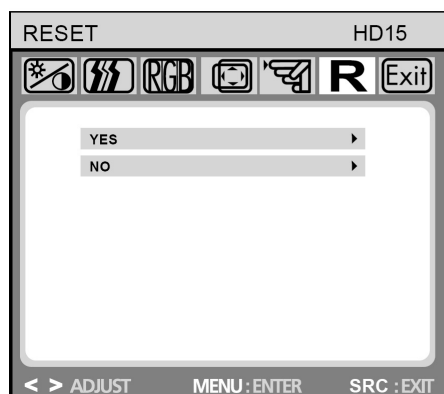 RESET HD15
RGB R Exit
YES
NO
< > ADJUST MENU : ENTER SRC : EXIT